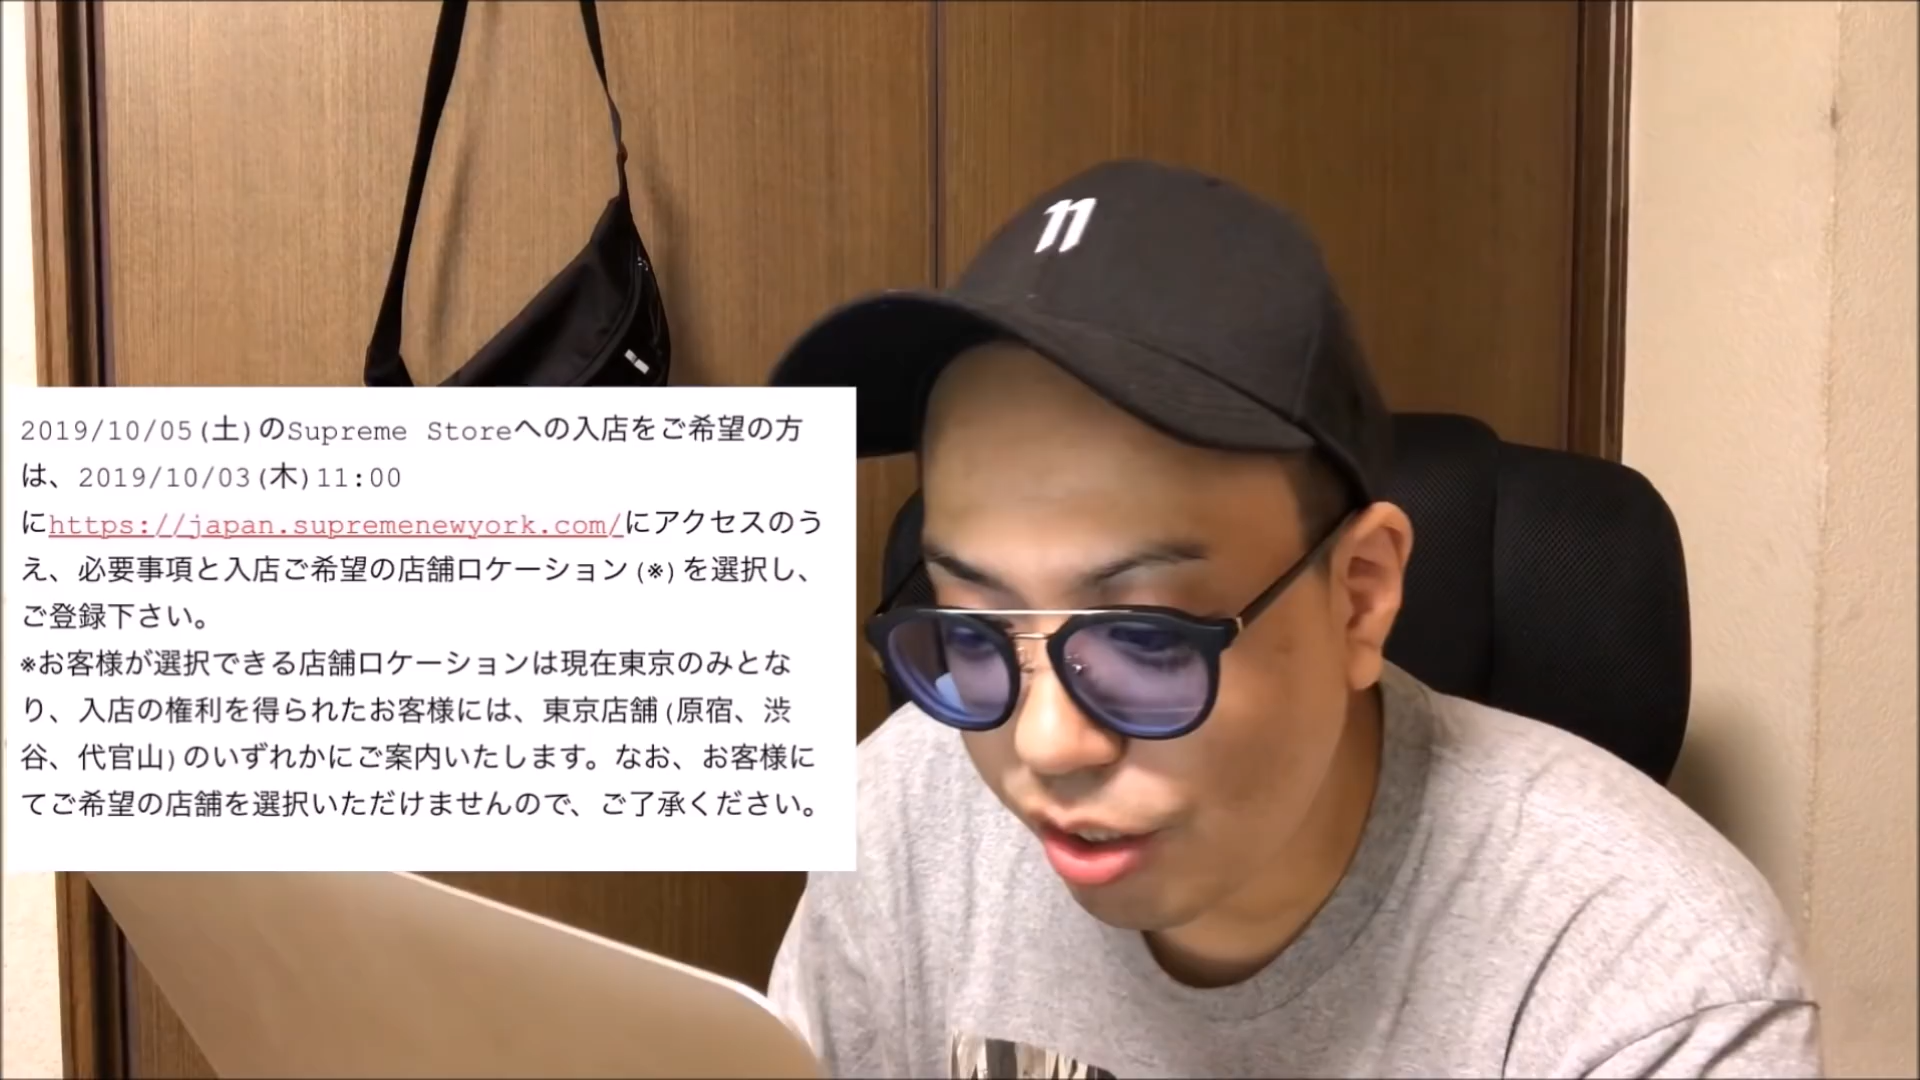 11
2019/10/05(土)のSupreme Storeへの入店をご希望の方
は、2019/10/03(木)11:00
にhttps://japan.supremenewyork.com/にアクセスのう
え、必要事項と入店ご希望の店舗ロケーション(※)を選択し、
ご登録下さい。
※お客様が選択できる店舗ロケーションは現在東京のみとな
り、入店の権利を得られたお客様には、東京店舗(原宿、渋
谷、代官山)のいずれかにご案内いたします。なお、お客様に
てご希望の店舗を選択いただけませんので、ご了承ください。